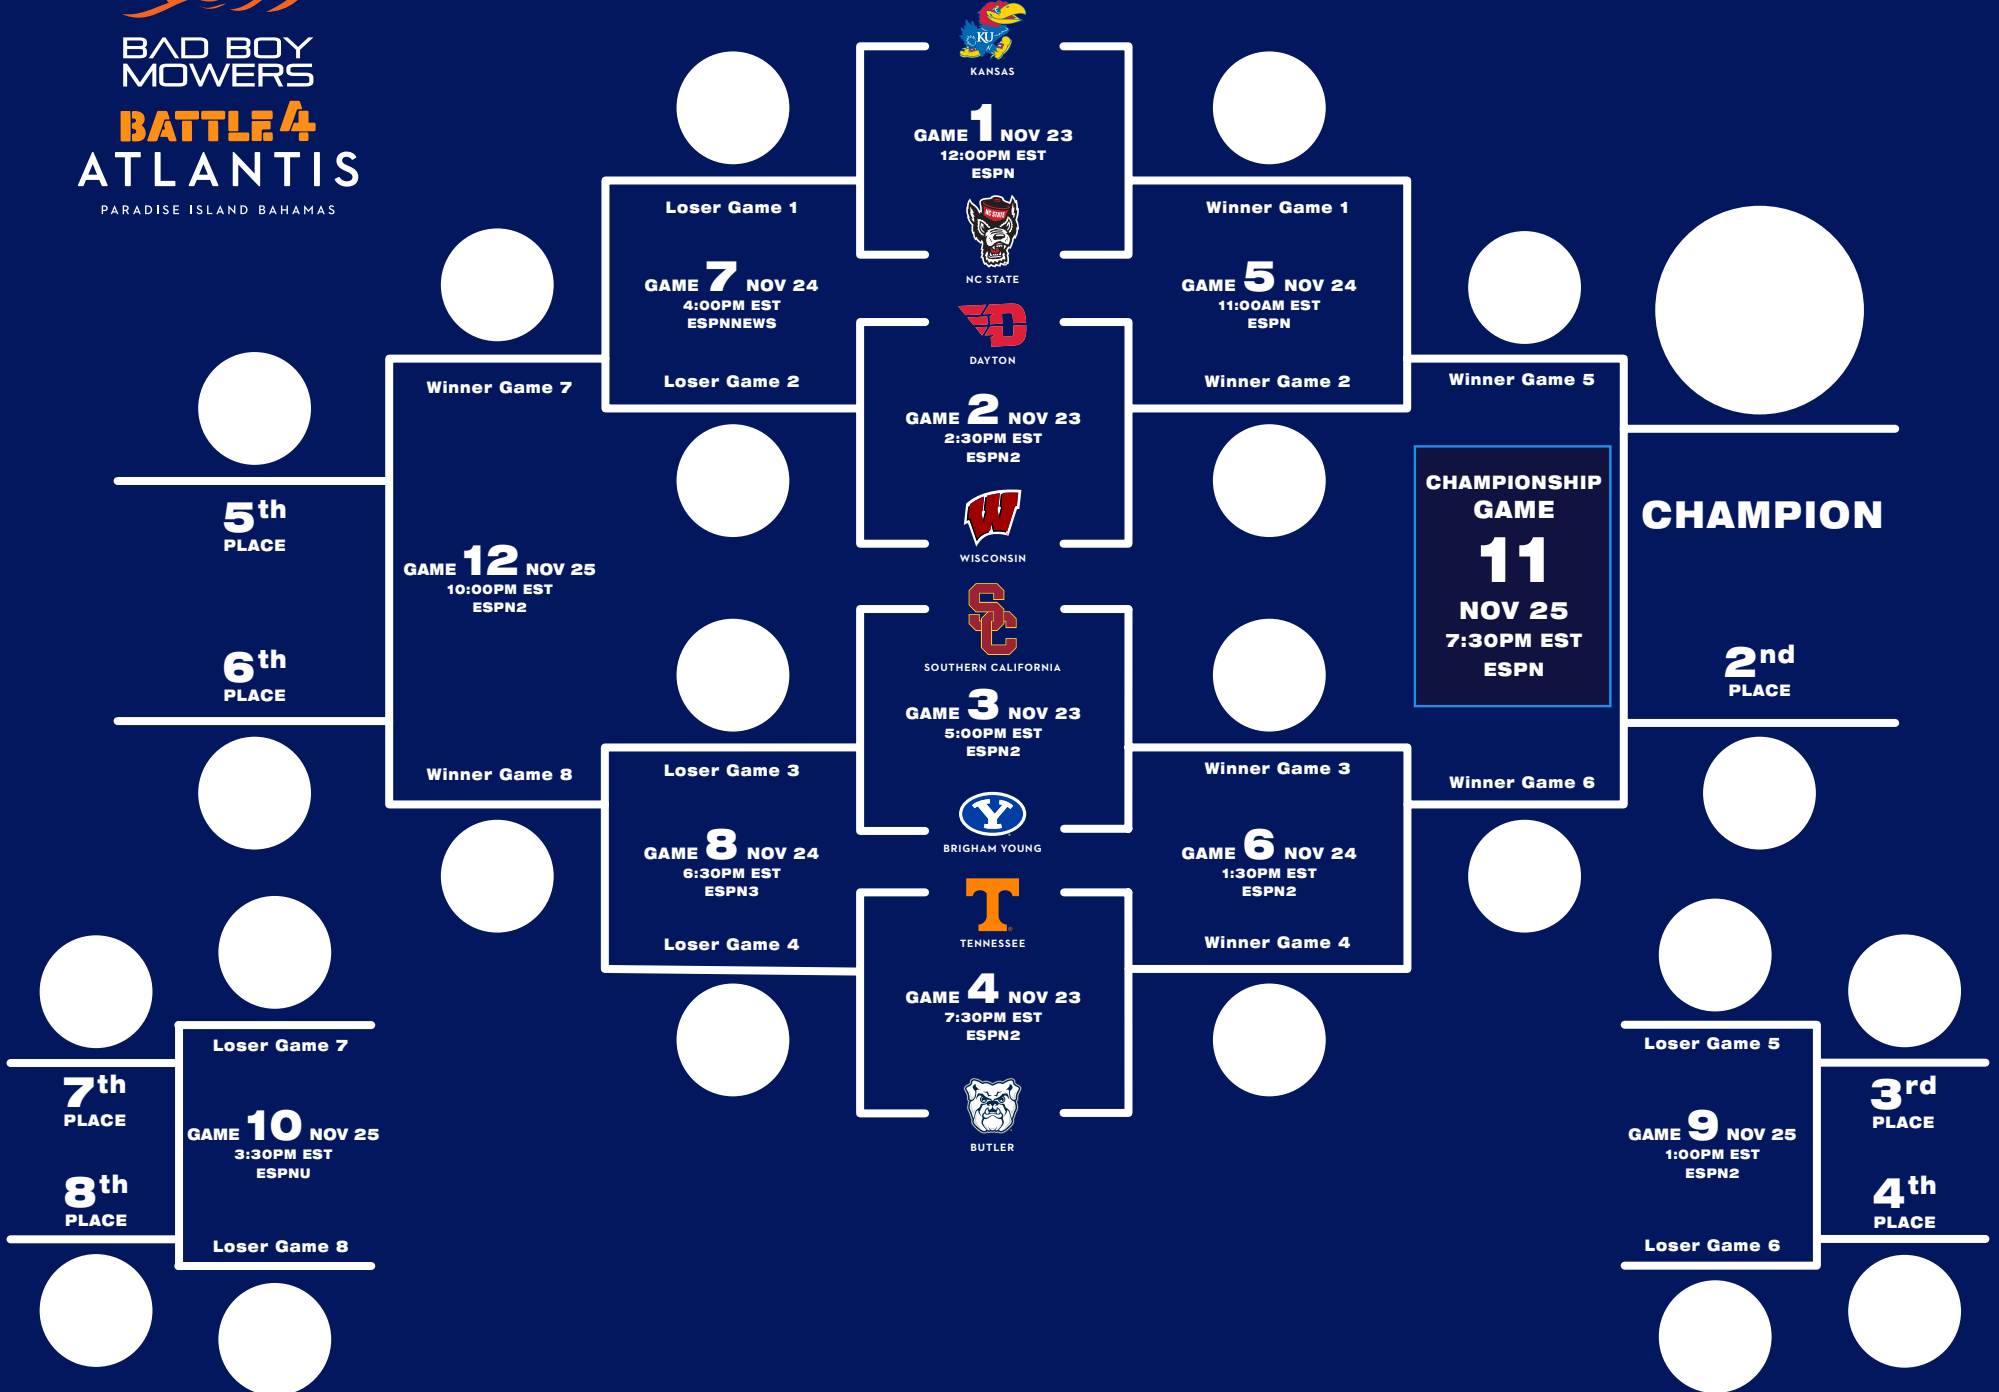 BAD BOY
MOWERS
BATTLE 4
ATLANTIS
PARADISE ISLAND BAHAMAS
KU
KANSAS
GAME 1 NOV 23
12:00PM EST
ESPN
NC STATE
NC STATE
Loser Game 1
GAME 7 NOV 24
4:00PM EST
ESPNNEWS
Loser Game 2
Winner Game 1
GAME 5 NOV 24
11:00AM EST
ESPN
Winner Game 2
DAYTON
GAME 2 NOV 23
2:30PM EST
ESPN2
W
WISCONSIN
Winner Game 7
GAME 12 NOV 25
10:00PM EST
ESPN2
Winner Game 8
5th
PLACE
6th
PLACE
Winner Game 5
CHAMPIONSHIP
GAME
11
NOV 25
7:30PM EST
ESPN
Winner Game 6
CHAMPION
2nd
PLACE
SC
SOUTHERN CALIFORNIA
GAME 3 NOV 23
5:00PM EST
ESPN2
Y
BRIGHAM YOUNG
Loser Game 3
GAME 8 NOV 24
6:30PM EST
ESPN3
Loser Game 4
Winner Game 3
GAME 6 NOV 24
1:30PM EST
ESPN2
Winner Game 4
T
TENNESSEE
GAME 4 NOV 23
7:30PM EST
ESPN2
BUTLER
Loser Game 7
GAME 10 NOV 25
3:30PM EST
ESPNU
Loser Game 8
7th
PLACE
8th
PLACE
Loser Game 5
GAME 9 NOV 25
1:00PM EST
ESPN2
Loser Game 6
3rd
PLACE
4th
PLACE